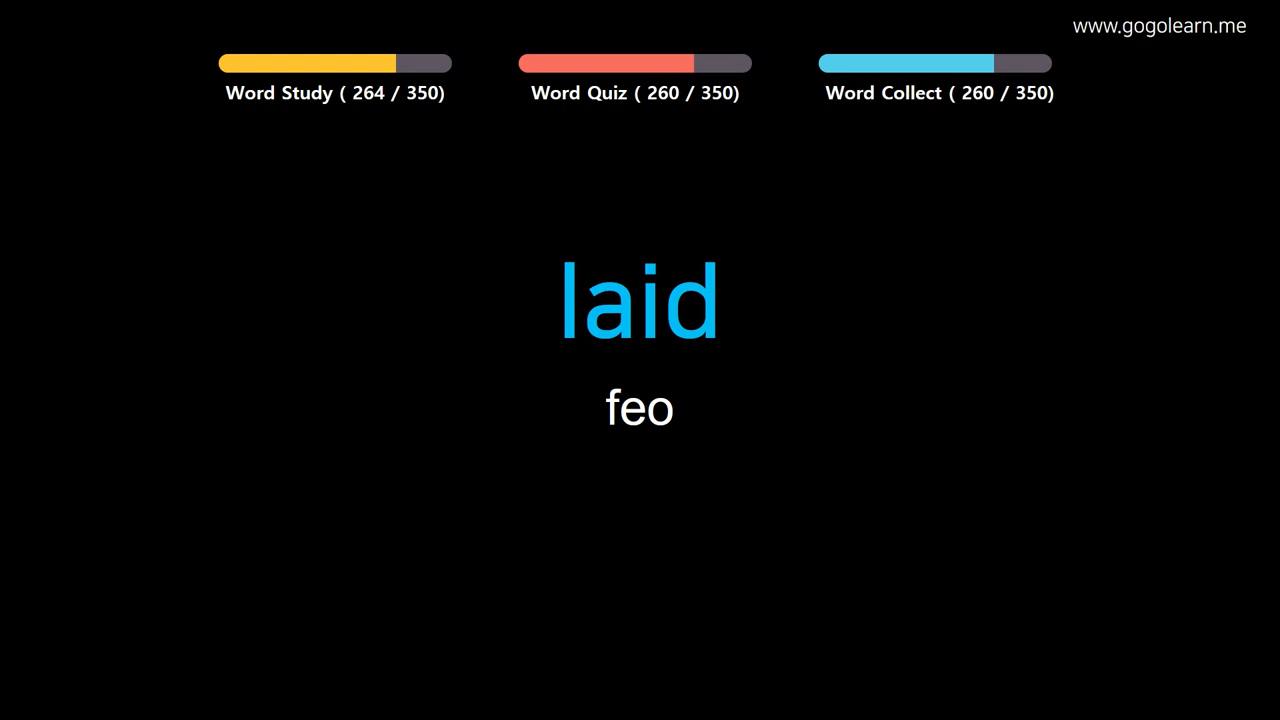 www.gogolearn.me
Word Study ( 264 / 350)
Word Quiz ( 260 / 350)
Word Collect ( 260 / 350)
laid
feo